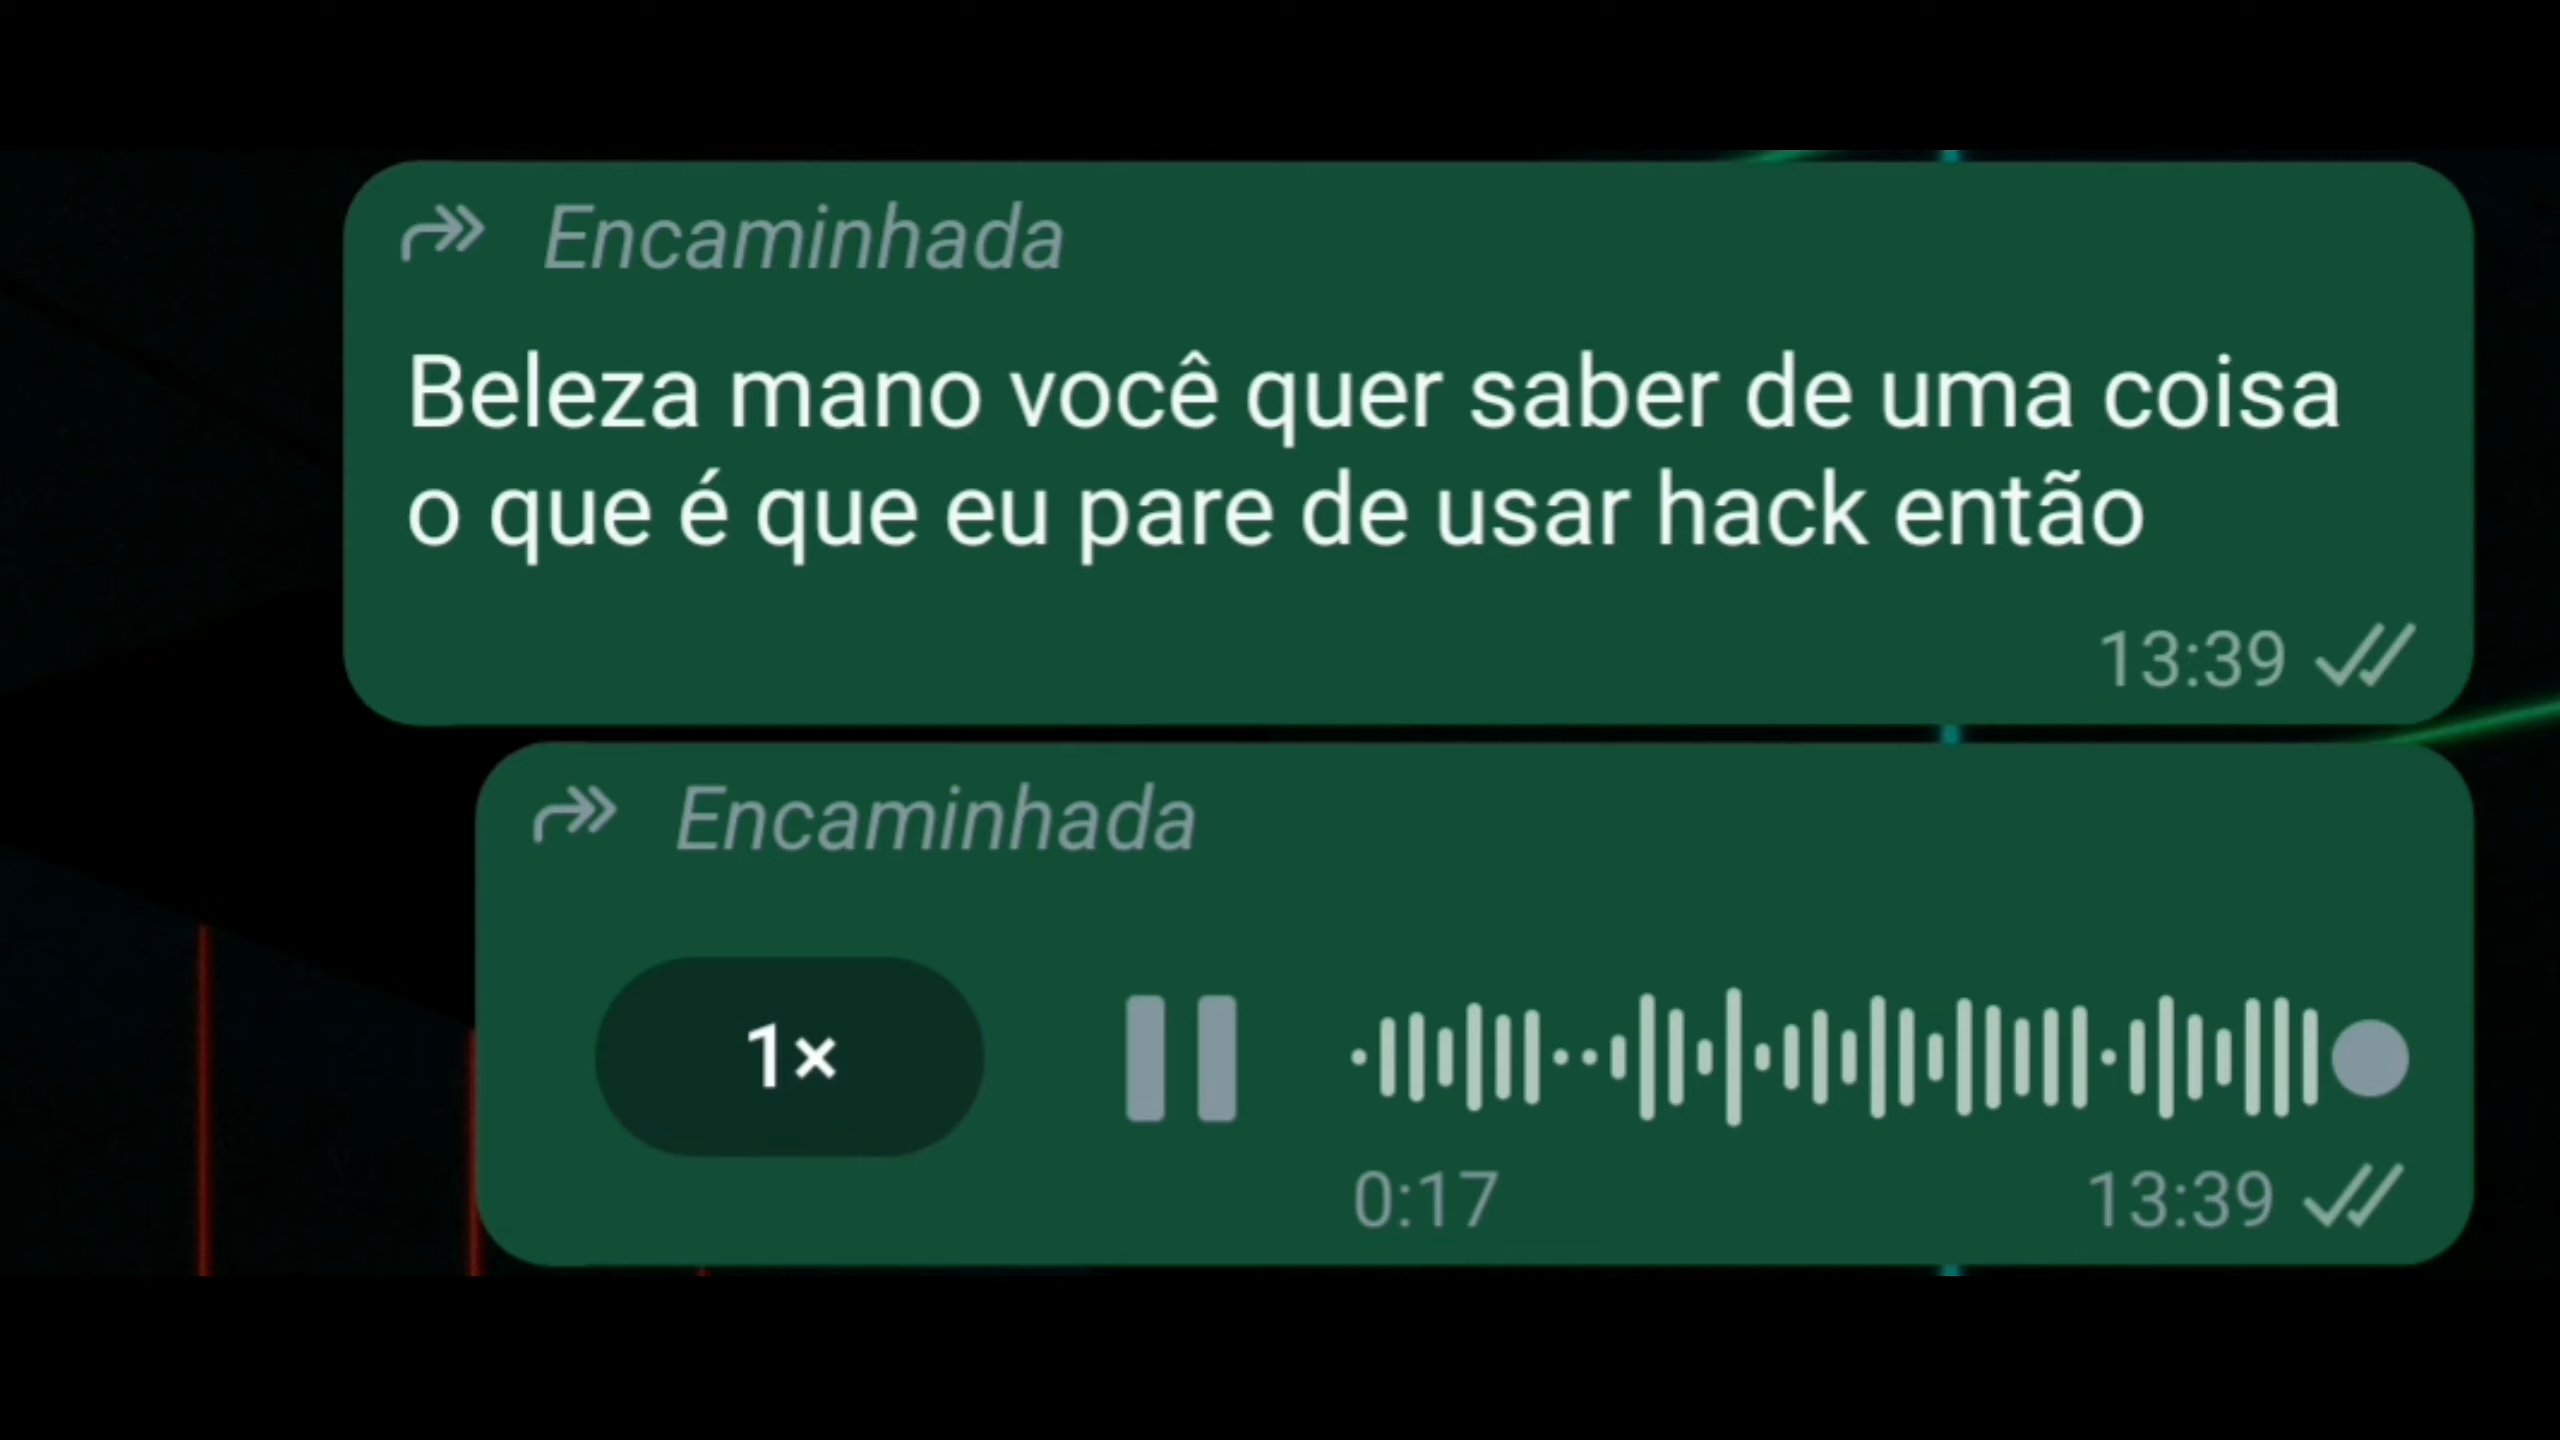 Encaminhada
Beleza mano você quer saber de uma coisa
o que é que eu pare de usar hack então
13:39
Encaminhada
1×
0:17
13:39